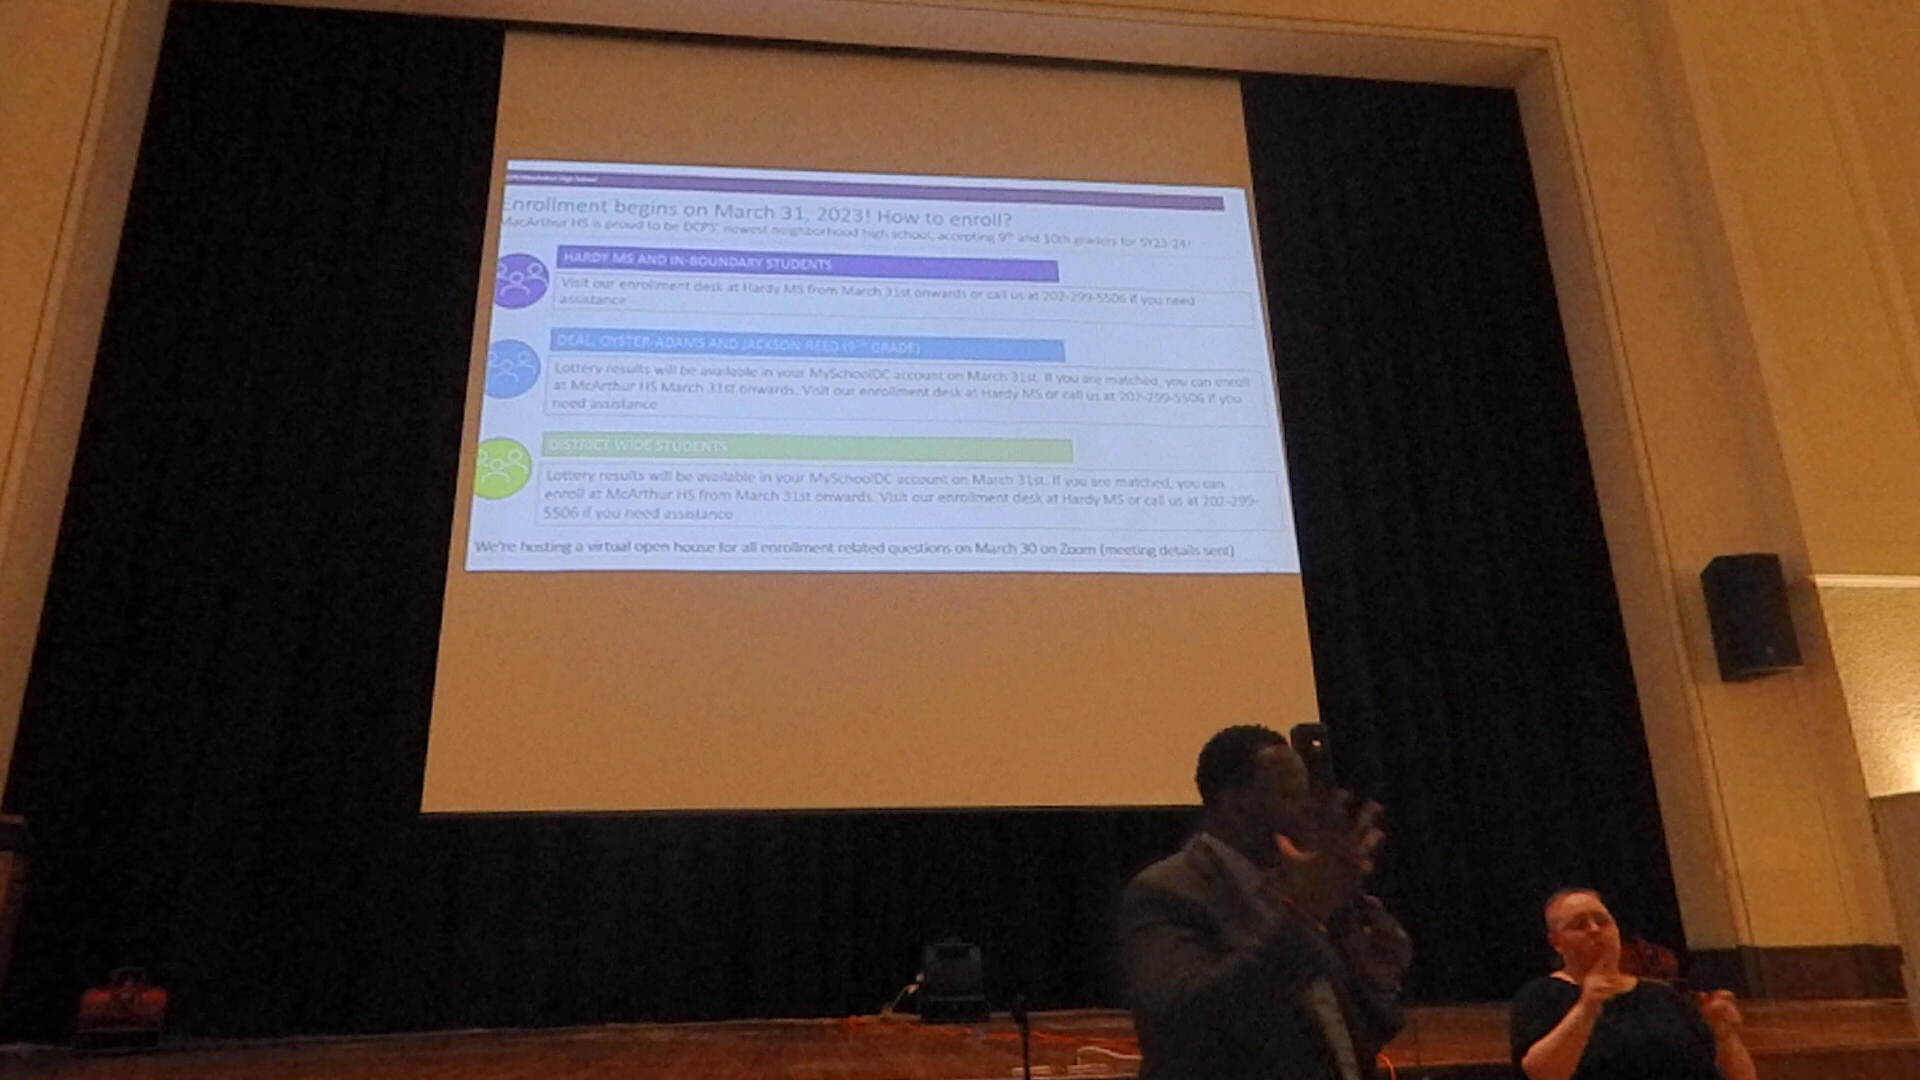 MacArthur High School
Enrollment begins on March 31, 2023! How to enroll?
MacArthur HS is proud to be DCPS' newest neighborhood high school, accepting 9th and 10th graders for SY23-24!
HARDY MS AND IN-BOUNDARY STUDENTS
Visit our enrollment desk at Hardy MS from March 31st onwards or call us at 202-299-5506 if you need
assistance
DEAL, OYSTER-ADAMS AND JACKSON-REED (9TH GRADE)
Lottery results will be available in your MySchoolDC account on March 31st. If you are matched, you can enroll
at McArthur HS March 31st onwards. Visit our enrollment desk at Hardy MS or call us at 202-299-5506 if you
need assistance
DISTRICT WIDE STUDENTS
Lottery results will be available in your MySchoolDC account on March 31st. If you are matched, you can
enroll at McArthur HS from March 31st onwards. Visit our enrollment desk at Hardy MS or call us at 202-299-
5506 if you need assistance
We're hosting a virtual open house for all enrollment related questions on March 30 on Zoom (meeting details sent)